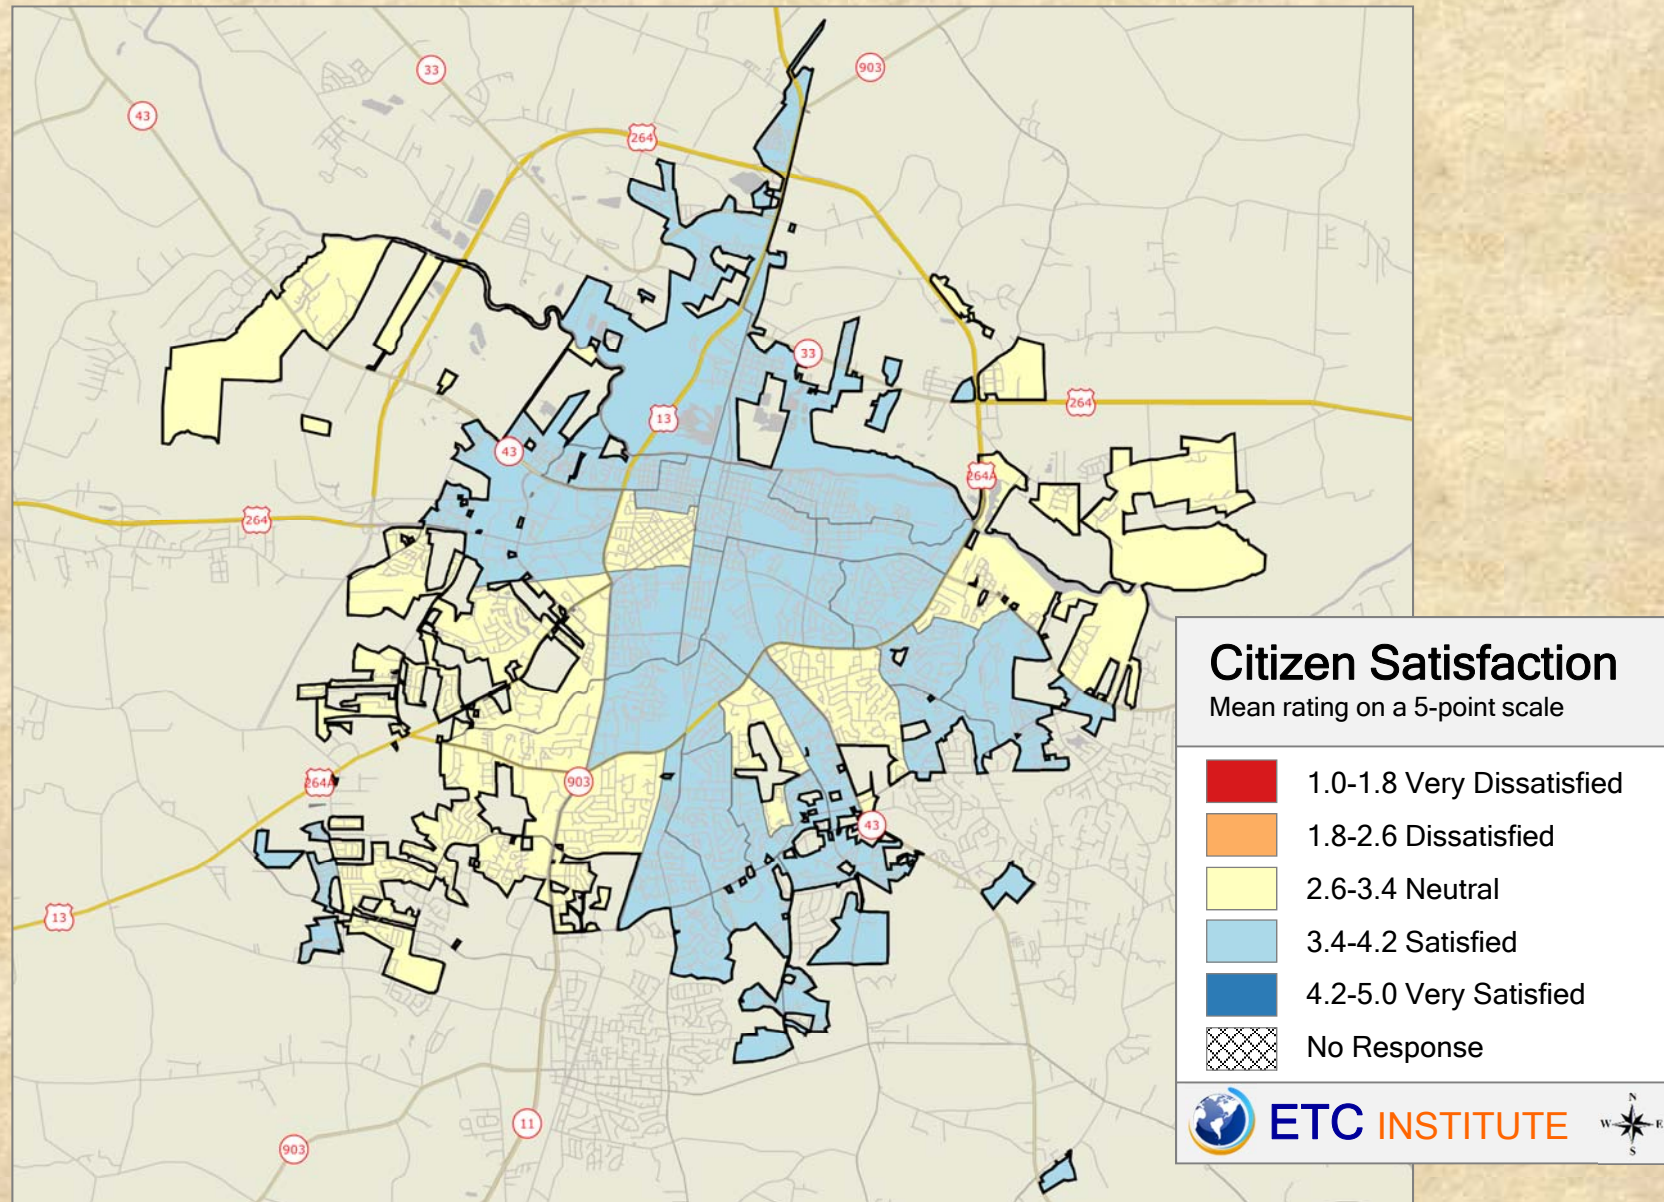 33
903
43
264
33
264
13
43
264A
264
903
264A
43
13
11
903
Citizen Satisfaction
Mean rating on a 5-point scale
1.0-1.8 Very Dissatisfied
1.8-2.6 Dissatisfied
2.6-3.4 Neutral
3.4-4.2 Satisfied
4.2-5.0 Very Satisfied
No Response
ETC INSTITUTE
N
W E
S